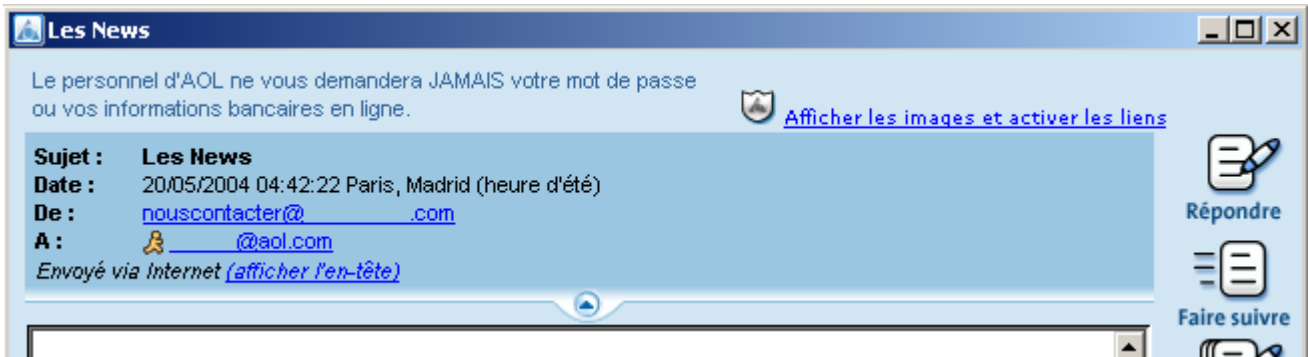 Les News
Le personnel d'AOL ne vous demandera JAMAIS votre mot de passe
ou vos informations bancaires en ligne.
Afficher les images et activer les liens
Sujet : Les News
Date : 20/05/2004 04:42:22 Paris, Madrid (heure d'été)
De : nouscontacter@ .com
A : @aol.com
Envoyé via Internet (afficher l'en-tête)
Répondre
Faire suivre